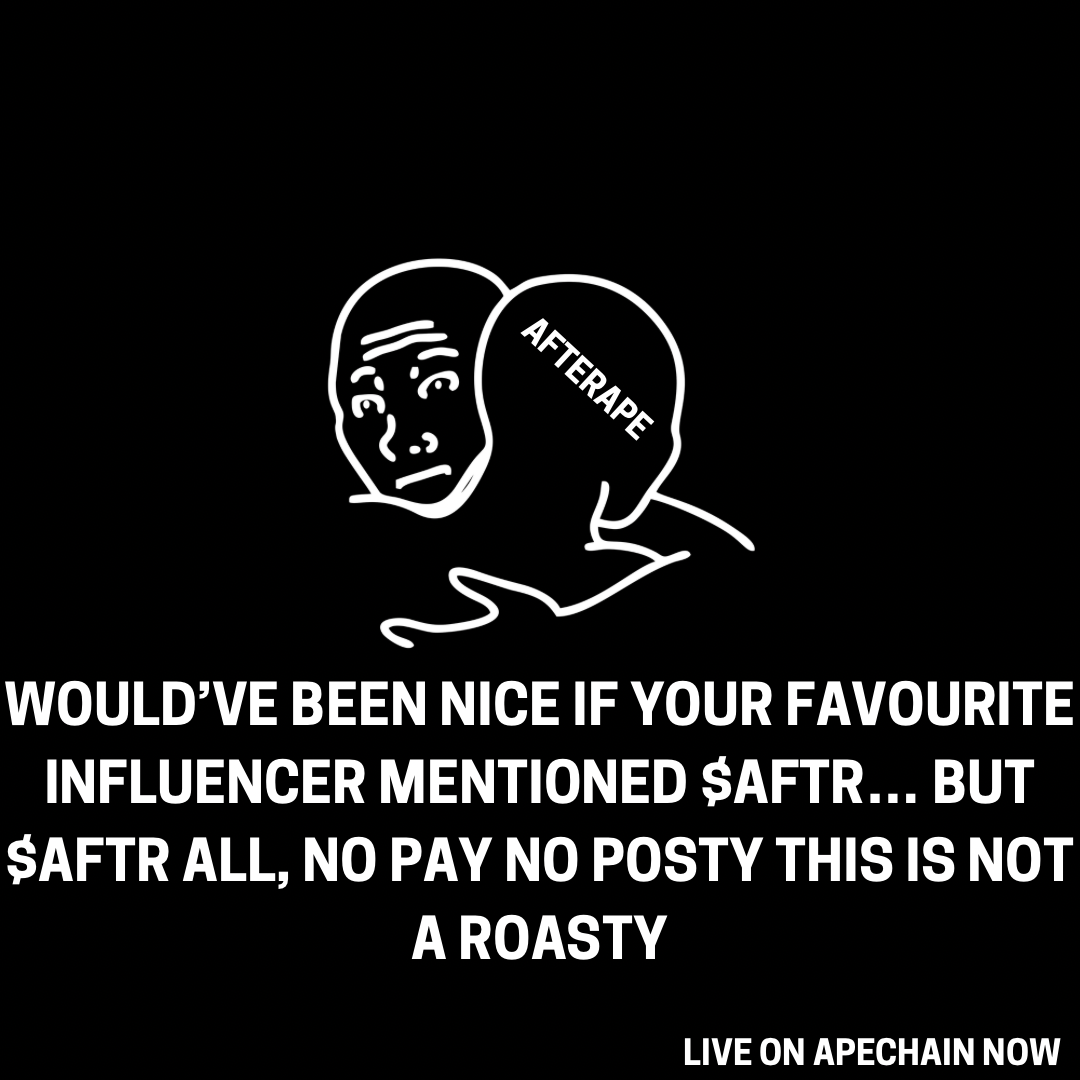 AFTERAPE
WOULD’VE BEEN NICE IF YOUR FAVOURITE
INFLUENCER MENTIONED $AFTR... BUT
$AFTR ALL, NO PAY NO POSTY THIS IS NOT
A ROASTY
LIVE ON APECHAIN NOW